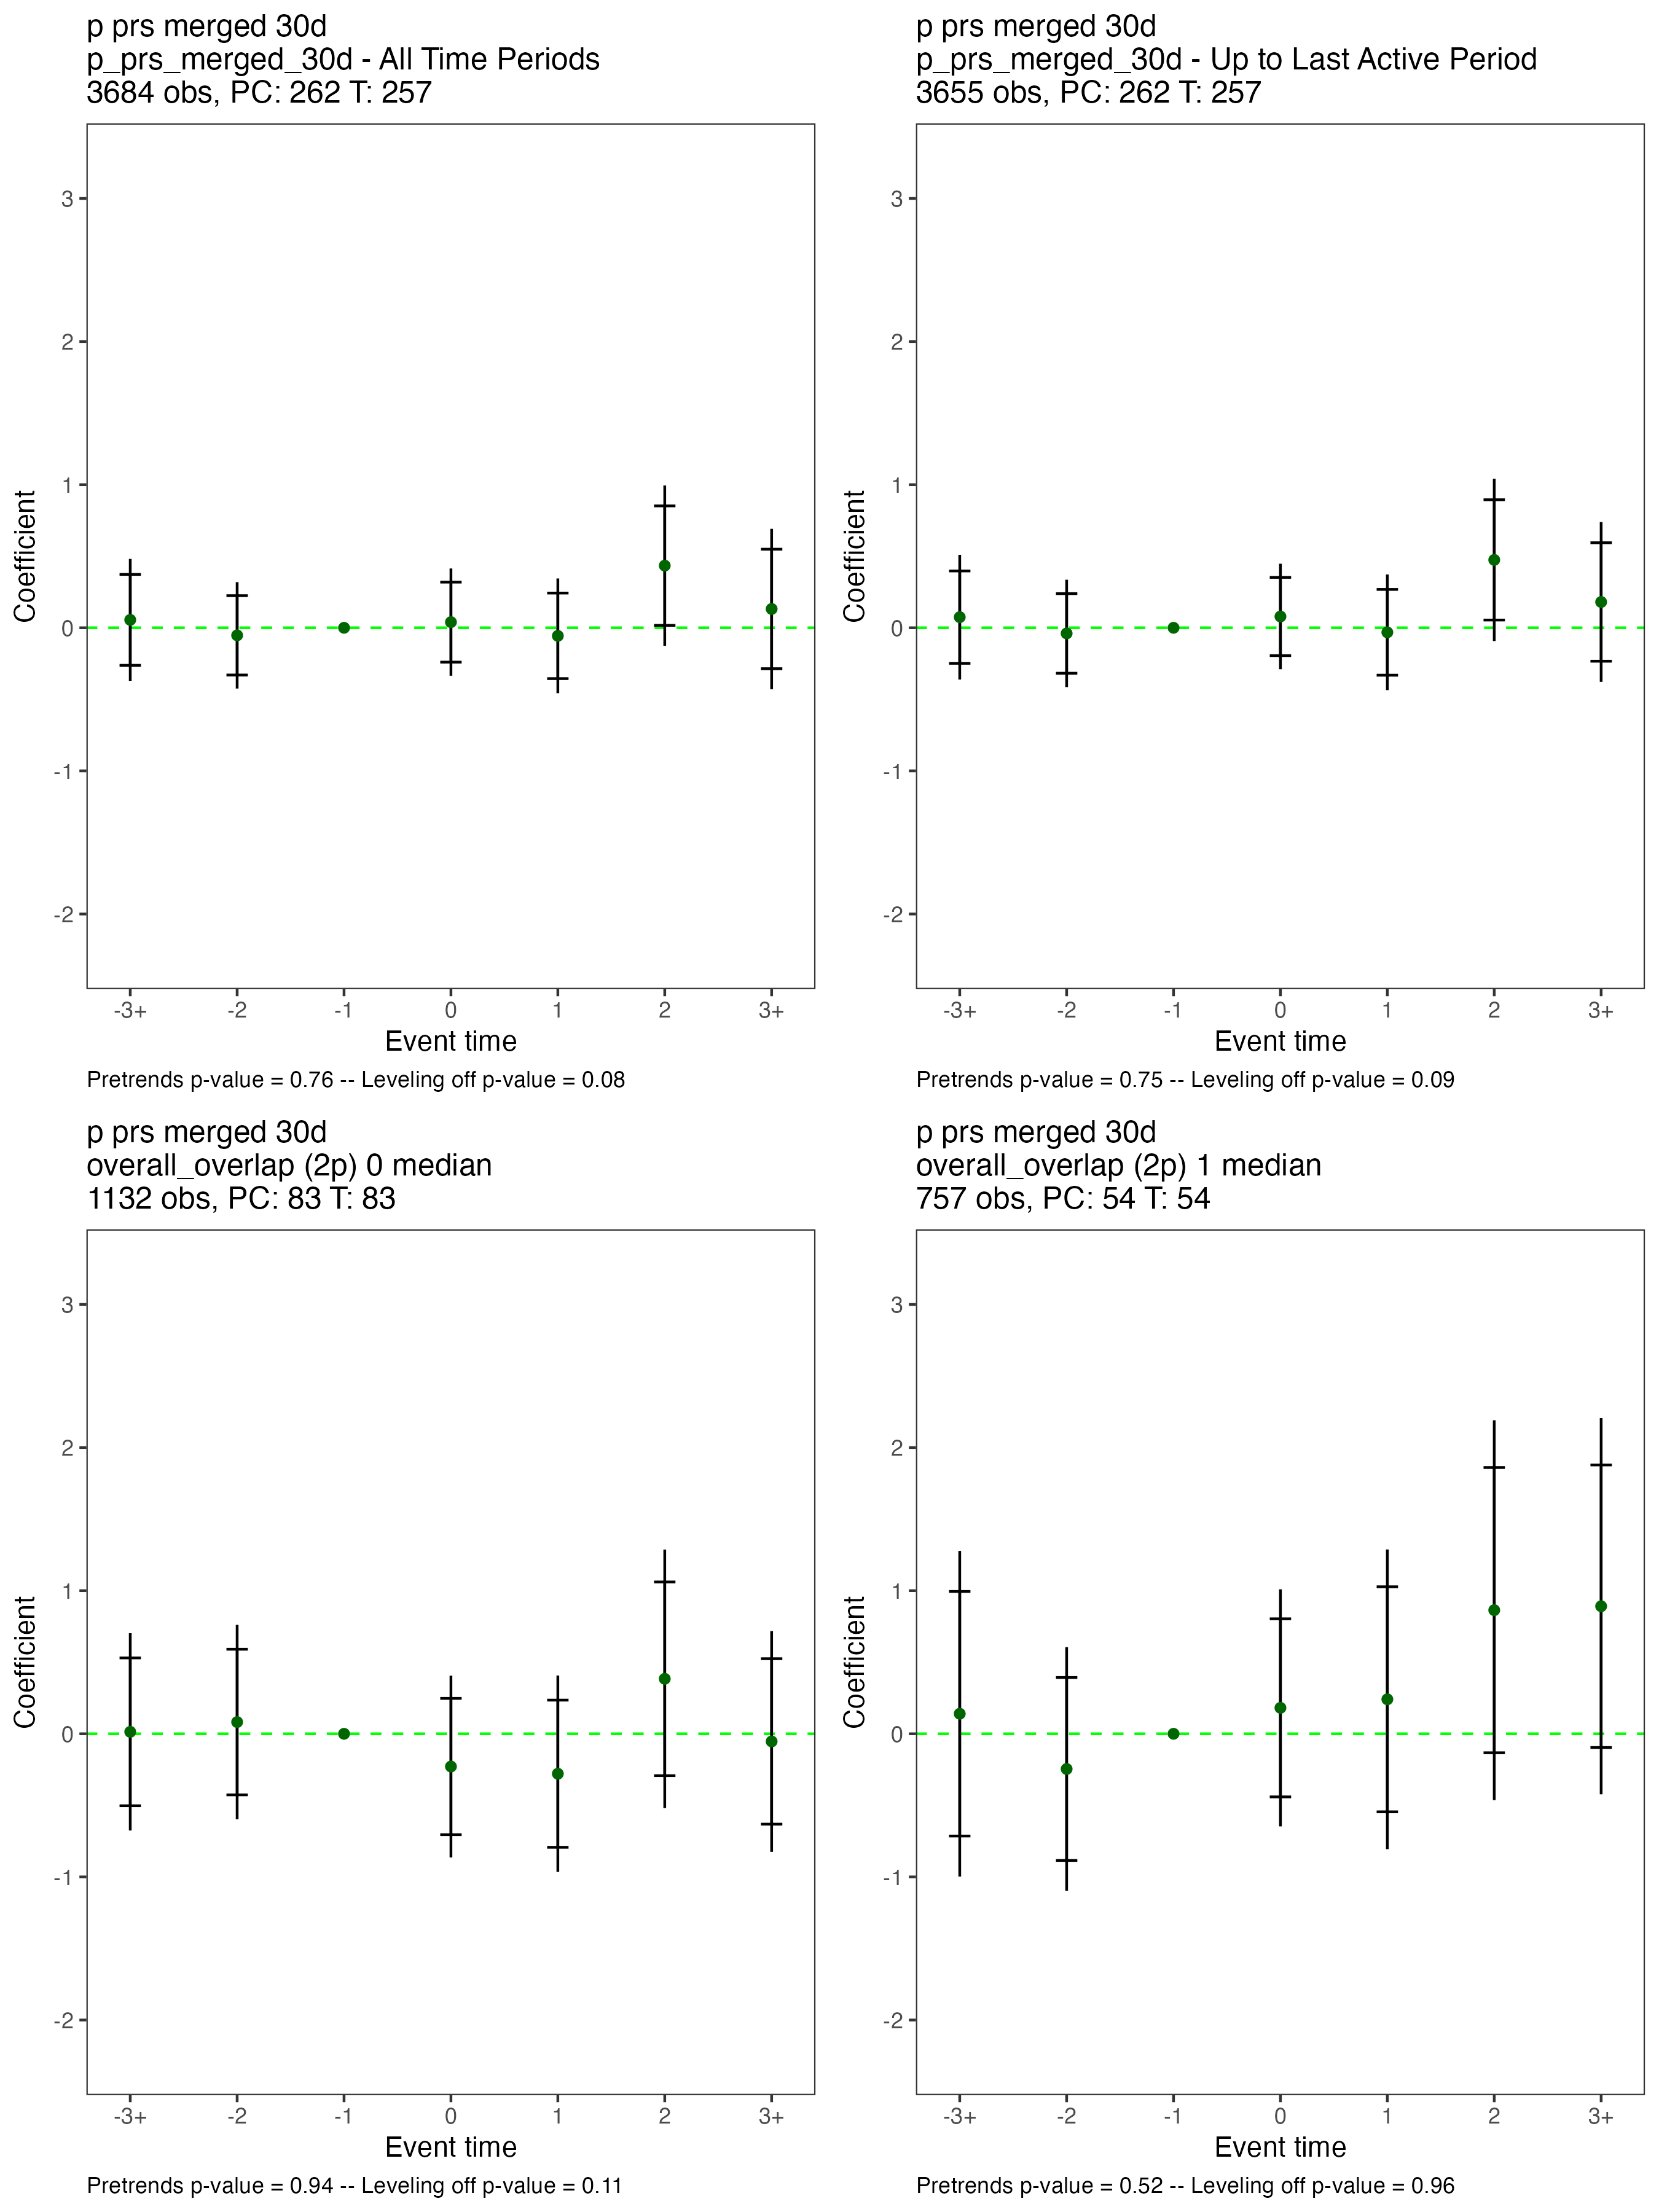 p prs merged 30d
p_prs_merged_30d - All Time Periods
3684 obs, PC: 262 T: 257
3
2
1
0
-1
-2
Coefficient
-3+ -2 -1 0 1 2 3+
Event time
Pretrends p-value = 0.76 -- Leveling off p-value = 0.08
p prs merged 30d
p_prs_merged_30d - Up to Last Active Period
3655 obs, PC: 262 T: 257
3
2
1
0
-1
-2
Coefficient
-3+ -2 -1 0 1 2 3+
Event time
Pretrends p-value = 0.75 -- Leveling off p-value = 0.09
p prs merged 30d
overall_overlap (2p) 0 median
1132 obs, PC: 83 T: 83
3
2
1
0
-1
-2
Coefficient
-3+ -2 -1 0 1 2 3+
Event time
Pretrends p-value = 0.94 -- Leveling off p-value = 0.11
p prs merged 30d
overall_overlap (2p) 1 median
757 obs, PC: 54 T: 54
3
2
1
0
-1
-2
Coefficient
-3+ -2 -1 0 1 2 3+
Event time
Pretrends p-value = 0.52 -- Leveling off p-value = 0.96